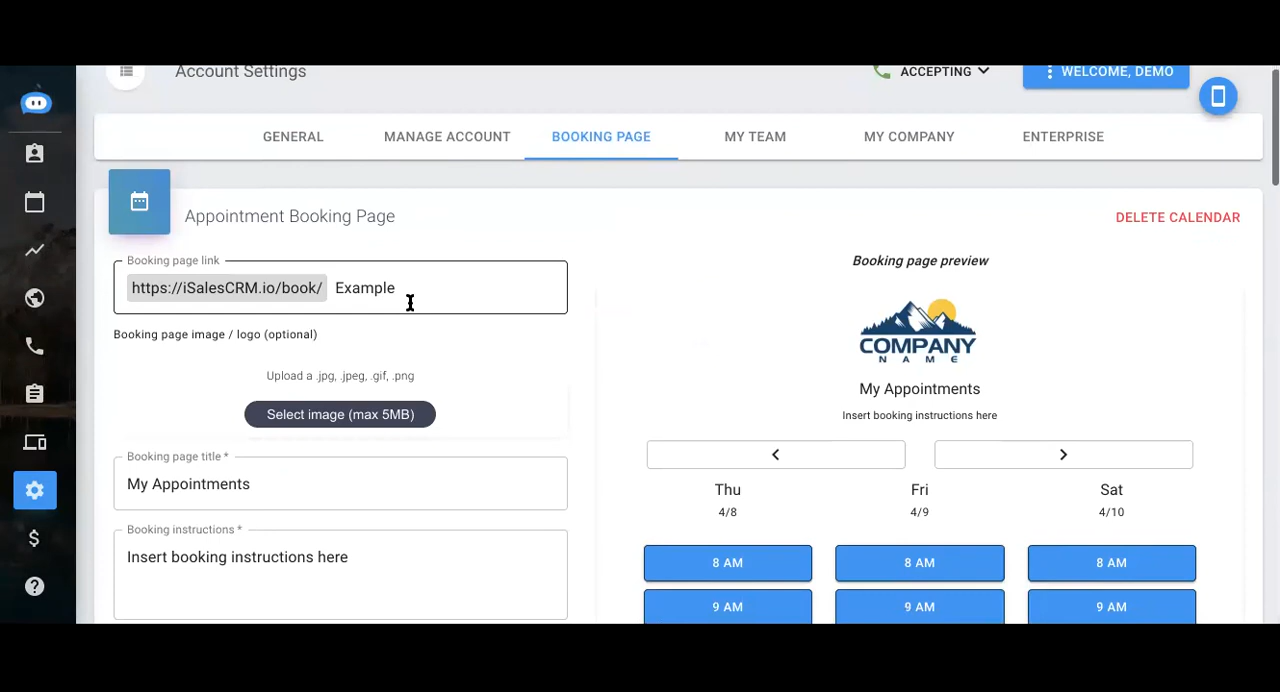 Account Settings
ACCEPTING
WELCOME, DEMO
GENERAL
MANAGE ACCOUNT
BOOKING PAGE
MY TEAM
MY COMPANY
ENTERPRISE
Appointment Booking Page
DELETE CALENDAR
Booking page link
https://iSalesCRM.io/book/ Example
Booking page image / logo (optional)
Upload a .jpg, .jpeg, .gif, .png
Select image (max 5MB)
Booking page title *
My Appointments
Booking instructions *
Insert booking instructions here
Booking page preview
COMPANY
NAME
My Appointments
Insert booking instructions here
Thu Fri Sat
4/8 4/9 4/10
8 AM 8 AM 8 AM
9 AM 9 AM 9 AM